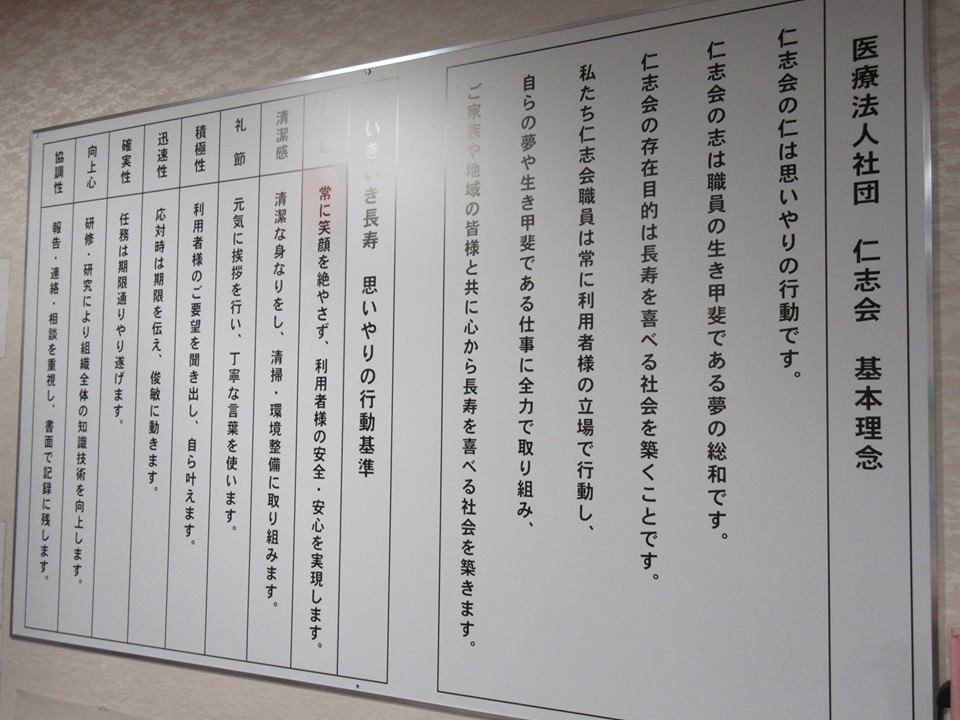 医療法人社団　仁志会　基本理念
仁志会の仁は思いやりの行動です。
仁志会の志は職員の生き甲斐である夢の総和です。
仁志会の存在目的は長寿を喜べる社会を築くことです。
私たち仁志会職員は常に利用者様の立場で行動し、
自らの夢や生き甲斐である仕事に全力で取り組み、
ご家族や地域の皆様と共に心から長寿を喜べる社会を築きます。
いきいき長寿　思いやりの行動基準
常に笑顔を絶やさず、利用者様の安全・安心を実現します。
清潔感　清潔な身なりをし、清掃・環境整備に取り組みます。
礼節　元気に挨拶を行い、丁寧な言葉を使います。
積極性　利用者様のご要望を聞き出し、自ら叶えます。
迅速性　応対時は期限を伝え、俊敏に動きます。
確実性　任務は期限通りやり遂げます。
向上心　研修・研究により組織全体の知識技術を向上します。
協調性　報告・連絡・相談を重視し、書面で記録に残します。